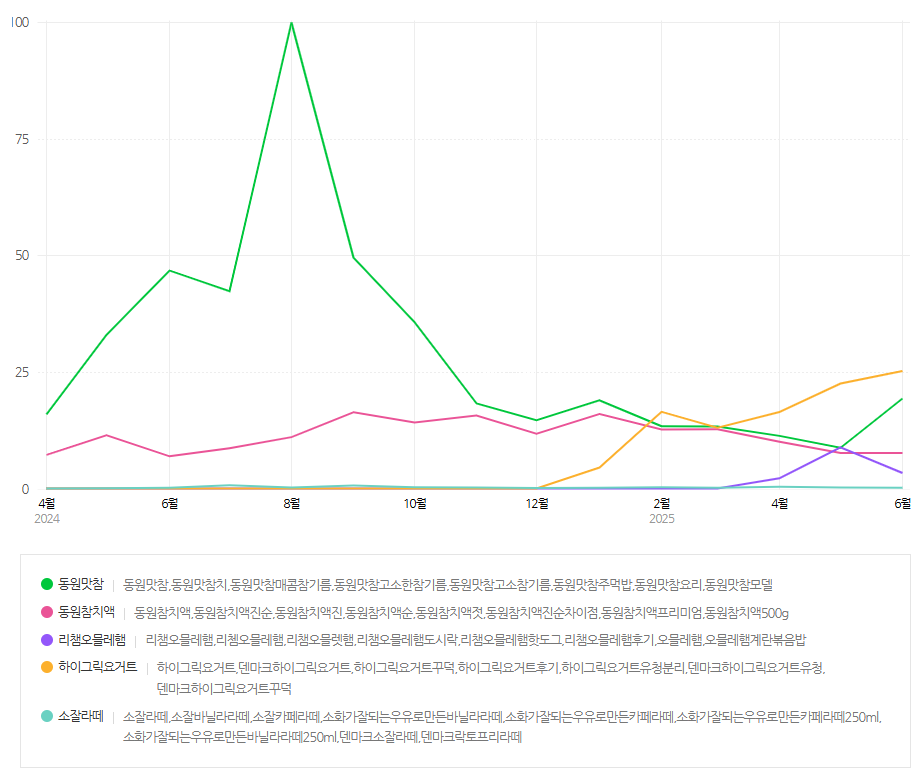 100
75
50
25
0
4월 6월 8월 10월 12월 2월 4월 6월
2024 2025
동원맛참 동원맛참,동원맛참치,동원맛참매콤참기름,동원맛참고소한참기름,동원맛참고소참기름,동원맛참주먹밥,동원맛참요리,동원맛참모델
동원참치액 동원참치액,동원참치액진순,동원참치액진,동원참치액순,동원참치액젓,동원참치액진순차이점,동원참치액프리미엄,동원참치액500g
리챔오믈레햄 리챔오믈레햄,리첌오믈레햄,리챔오믈렛햄,리챔오믈레햄도시락,리챔오믈레햄핫도그,리챔오믈레햄후기,오믈레햄,오믈레햄계란볶음밥
하이그릭요거트 하이그릭요거트,덴마크하이그릭요거트,하이그릭요거트꾸덕,하이그릭요거트후기,하이그릭요거트유청분리,덴마크하이그릭요거트유청,
덴마크하이그릭요거트꾸덕
소잘라떼 소잘라떼,소잘바닐라라떼,소잘카페라떼,소화가잘되는우유로만든바닐라라떼,소화가잘되는우유로만든카페라떼,소화가잘되는우유로만든카페라떼250ml,
소화가잘되는우유로만든바닐라라떼250ml,덴마크소잘라떼,덴마크락토프리라떼